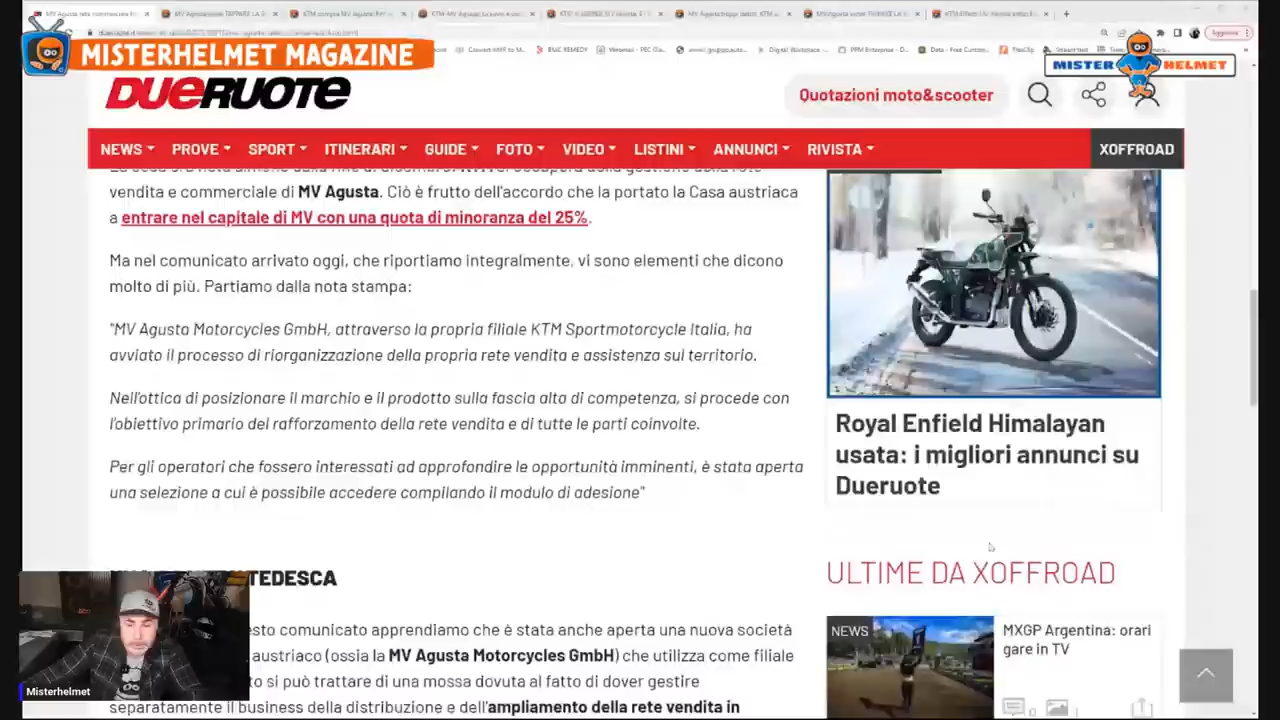 MISTERHELMET MAGAZINE
MISTER HELMET
DUERUOTE
Quotazioni moto&scooter
NEWS PROVE SPORT ITINERARI GUIDE FOTO VIDEO LISTINI ANNUNCI RIVISTA XOFFROAD
vendita e commerciale di MV Agusta. Ciò è frutto dell'accordo che la portato la Casa austriaca
a entrare nel capitale di MV con una quota di minoranza del 25%.
Ma nel comunicato arrivato oggi, che riportiamo integralmente, vi sono elementi che dicono
molto di più. Partiamo dalla nota stampa:
"MV Agusta Motorcycles GmbH, attraverso la propria filiale KTM Sportmotorcycle Italia, ha
avviato il processo di riorganizzazione della propria rete vendita e assistenza sul territorio.
Nell'ottica di posizionare il marchio e il prodotto sulla fascia alta di competenza, si procede con
l'obiettivo primario del rafforzamento della rete vendita e di tutte le parti coinvolte.
Per gli operatori che fossero interessati ad approfondire le opportunità imminenti, è stata aperta
una selezione a cui è possibile accedere compilando il modulo di adesione"
TEDESCA
esto comunicato apprendiamo che è stata anche aperta una nuova società
austriaco (ossia la MV Agusta Motorcycles GmbH) che utilizza come filiale
to si può trattare di una mossa dovuta al fatto di dover gestire
separatamente il business della distribuzione e dell'ampliamento della rete vendita in
Royal Enfield Himalayan
usata: i migliori annunci su
Dueruote
ULTIME DA XOFFROAD
NEWS
MXGP Argentina: orari
gare in TV
Misterhelmet